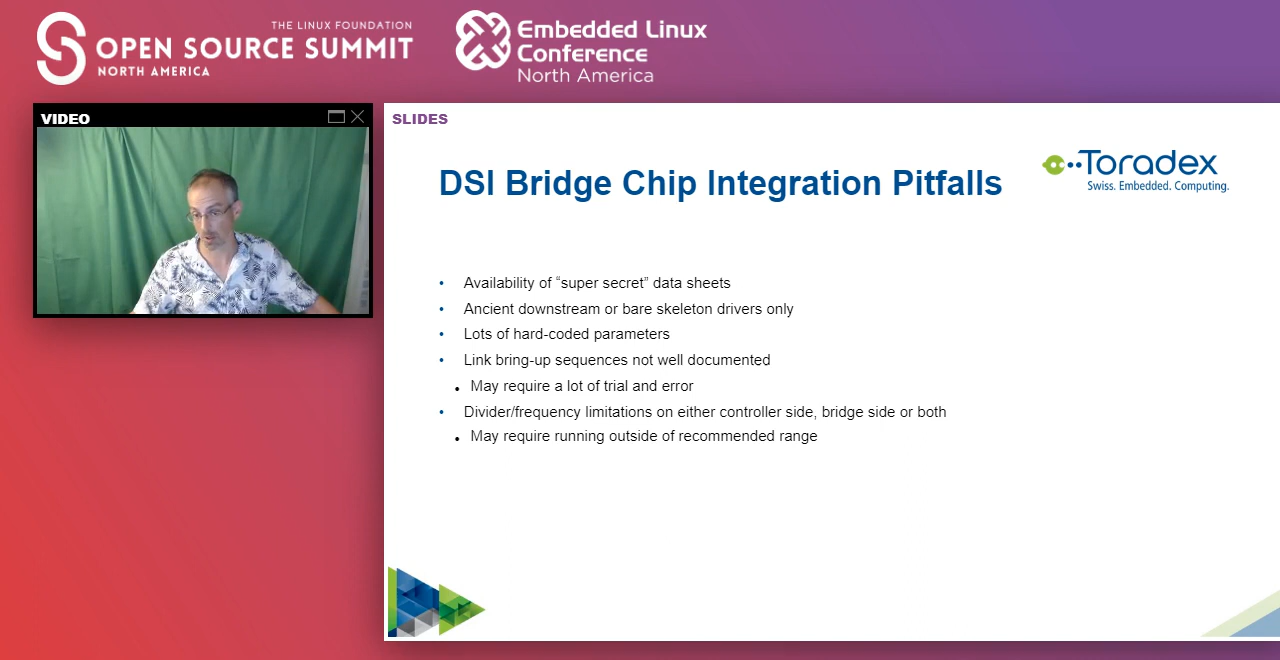 THE LINUX FOUNDATION
OPEN SOURCE SUMMIT
NORTH AMERICA
Embedded Linux
Conference
North America
VIDEO
SLIDES
DSI Bridge Chip Integration Pitfalls
Toradex
Swiss. Embedded. Computing.
• Availability of “super secret” data sheets
• Ancient downstream or bare skeleton drivers only
• Lots of hard-coded parameters
• Link bring-up sequences not well documented
• May require a lot of trial and error
• Divider/frequency limitations on either controller side, bridge side or both
• May require running outside of recommended range